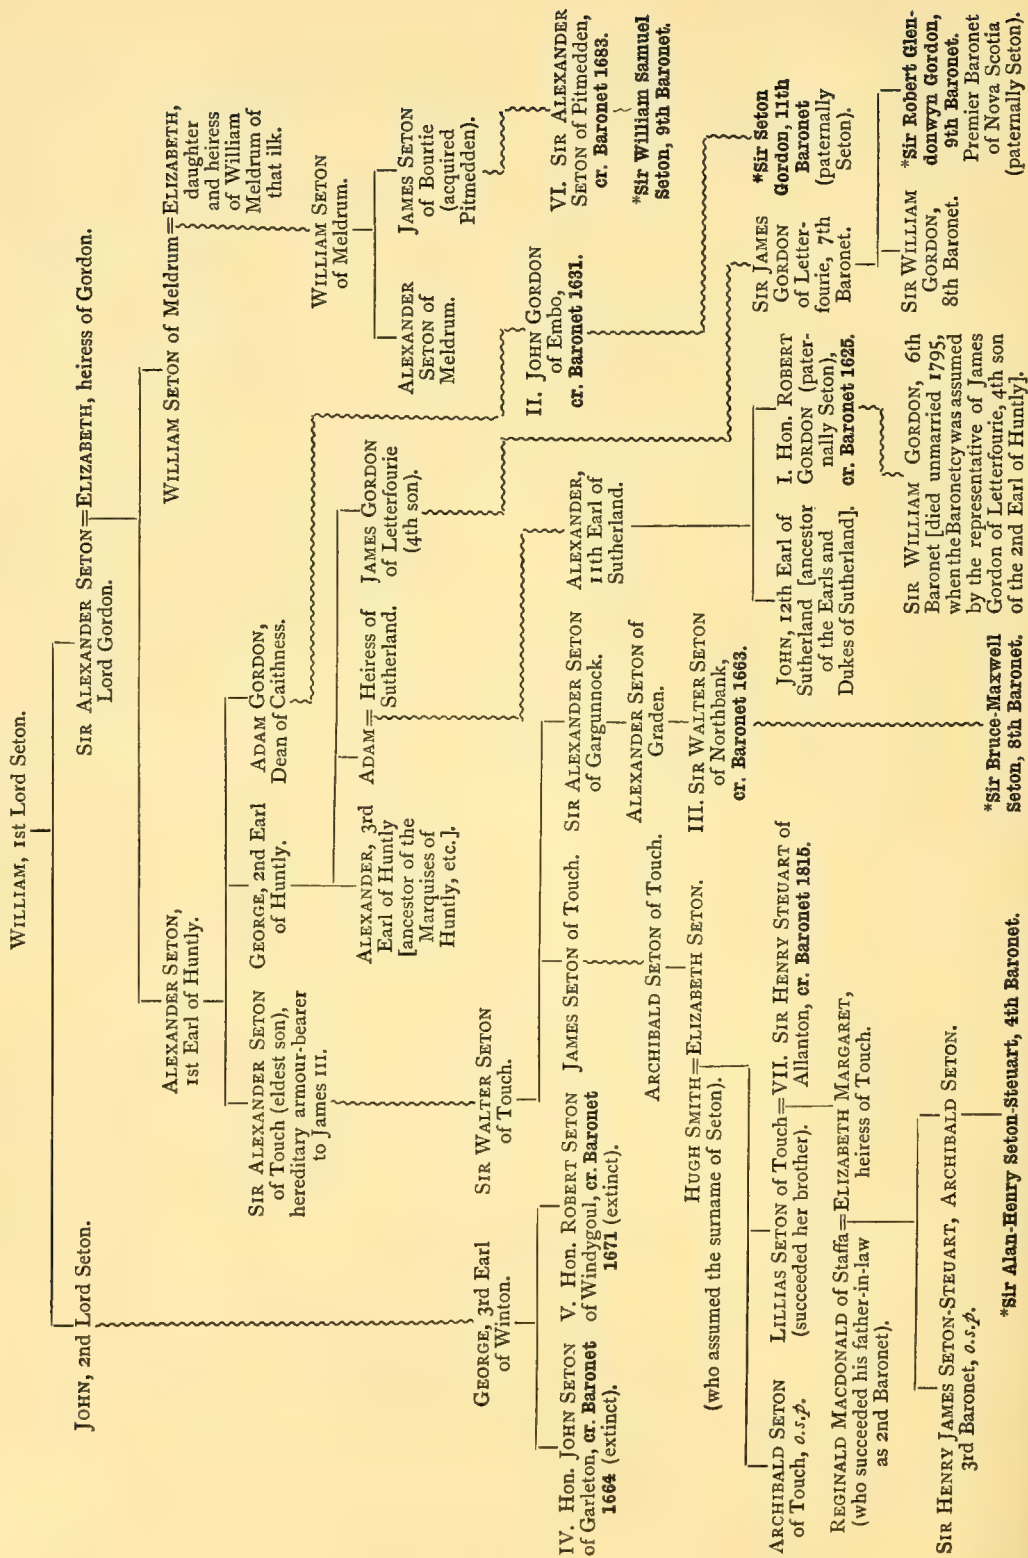 WILLIAM, 1st Lord Seton.
JOHN, 2nd Lord Seton.
SIR ALEXANDER SETON=ELIZABETH, heiress of Gordon.
Lord Gordon.
ALEXANDER SETON,
1st Earl of Huntly.
WILLIAM SETON of Meldrum=ELIZABETH,
daughter
and heiress
of William
Meldrum of
that ilk.
SIR ALEXANDER SETON
of Touch (eldest son),
hereditary armour-bearer
to James III.
GEORGE, 2nd Earl
of Huntly.
ADAM GORDON,
Dean of Caithness.
WILLIAM SETON
of Meldrum.
ALEXANDER, 3rd
Earl of Huntly
[ancestor of the
Marquises of
Huntly, etc.].
ADAM=Heiress of
Sutherland.
JAMES GORDON
of Letterfourie
(4th son).
ALEXANDER
SETON of
Meldrum.
JAMES SETON
of Bourtie
(acquired
Pitmedden).
GEORGE, 3rd Earl
of Winton.
SIR WALTER SETON
of Touch.
II. JOHN GORDON
of Embo,
cr. Baronet 1631.
VI. SIR ALEXANDER
SETON of Pitmedden,
cr. Baronet 1683.
*Sir William Samuel
Seton, 9th Baronet.
IV. Hon. JOHN SETON
of Garleton, cr. Baronet
1664 (extinct).
V. Hon. ROBERT SETON
of Windygoul, cr. Baronet
1671 (extinct).
JAMES SETON of Touch.
SIR ALEXANDER SETON
of Gargunnock.
ALEXANDER,
11th Earl of
Sutherland.
ARCHIBALD SETON of Touch.
ALEXANDER SETON of
Graden.
HUGH SMITH=ELIZABETH SETON.
(who assumed the surname of Seton).
III. SIR WALTER SETON
of Northbank,
cr. Baronet 1663.
JOHN, 12th Earl of
Sutherland [ancestor
of the Earls and
Dukes of Sutherland].
I. Hon. ROBERT
GORDON (pater-
nally Seton),
cr. Baronet 1625.
SIR JAMES
GORDON
of Letter-
fourie, 7th
Baronet.
*Sir Seton
Gordon, 11th
Baronet
(paternally
Seton).
ARCHIBALD SETON
of Touch, o.s.p.
LILLIAS SETON of Touch=VII. SIR HENRY STEUART of
(succeeded her brother).
Allanton, cr. Baronet 1815.
REGINALD MACDONALD of Staffa=ELIZABETH MARGARET,
(who succeeded his father-in-law
as 2nd Baronet).
heiress of Touch.
SIR WILLIAM GORDON, 6th
Baronet [died unmarried 1795,
when the Baronetcy was assumed
by the representative of James
Gordon of Letterfourie, 4th son
of the 2nd Earl of Huntly].
SIR WILLIAM
GORDON,
8th Baronet.
*Sir Robert Glen-
donwyn Gordon,
9th Baronet.
Premier Baronet
of Nova Scotia
(paternally Seton).
SIR HENRY JAMES SETON-STEUART,
3rd Baronet, o.s.p.
ARCHIBALD SETON.
*Sir Alan-Henry Seton-Steuart, 4th Baronet.
*Sir Bruce-Maxwell
Seton, 8th Baronet.